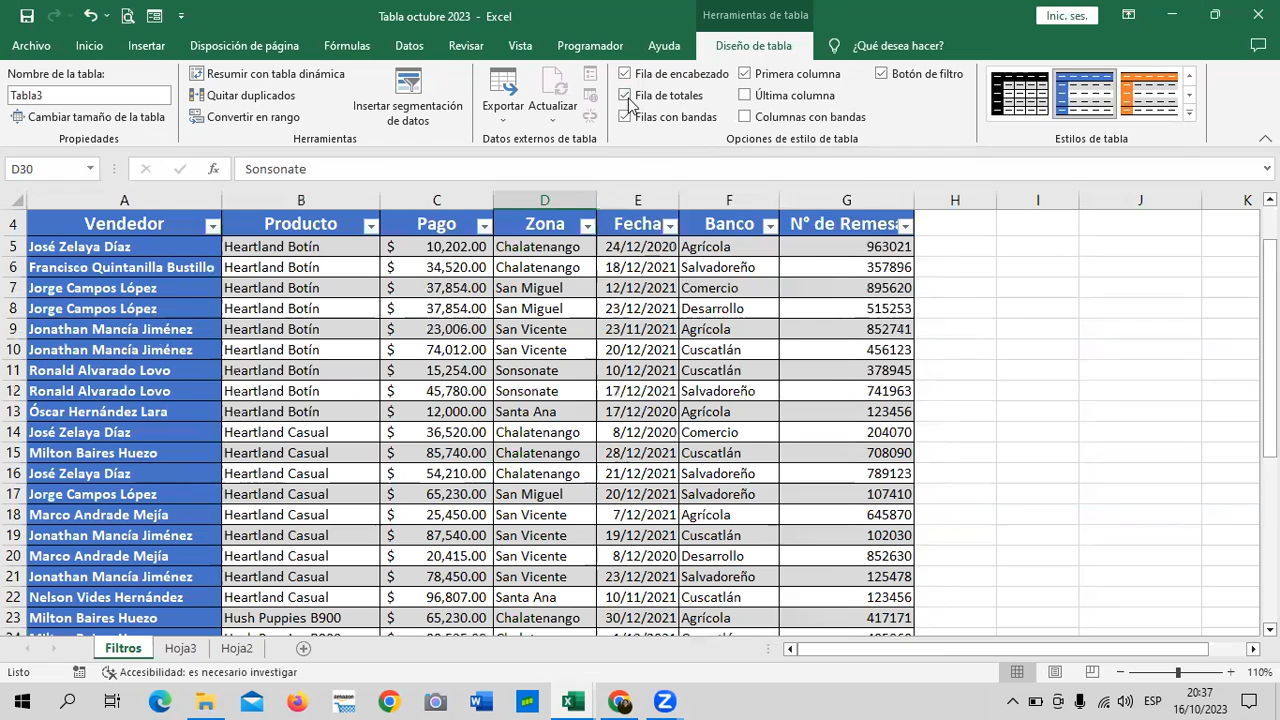 Tabla octubre 2023 - Excel
Herramientas de tabla
Inic. ses.
Archivo Inicio Insertar Disposición de página Fórmulas Datos Revisar Vista Programador Ayuda Diseño de tabla ¿Qué desea hacer?
Nombre de la tabla:
Tabla3
Cambiar tamaño de la tabla
Propiedades
Resumir con tabla dinámica
Quitar duplicados
Convertir en rango
Insertar segmentación
de datos
Herramientas
Exportar Actualizar
Datos externos de tabla
Fila de encabezado Primera columna Botón de filtro
Fila de totales Última columna
Filas con bandas Columnas con bandas
Opciones de estilo de tabla
Estilos de tabla
D30 fx Sonsonate
A B C D E F G H I J K
4 Vendedor Producto Pago Zona Fecha Banco N° de Remesa
5 José Zelaya Díaz Heartland Botín $ 10,202.00 Chalatenango 24/12/2020 Agrícola 963021
6 Francisco Quintanilla Bustillo Heartland Botín $ 34,520.00 Chalatenango 18/12/2021 Salvadoreño 357896
7 Jorge Campos López Heartland Botín $ 37,854.00 San Miguel 12/12/2021 Comercio 895620
8 Jorge Campos López Heartland Botín $ 37,854.00 San Miguel 23/12/2021 Desarrollo 515253
9 Jonathan Mancía Jiménez Heartland Botín $ 23,006.00 San Vicente 23/11/2021 Agrícola 852741
10 Jonathan Mancía Jiménez Heartland Botín $ 74,012.00 San Vicente 20/12/2021 Cuscatlán 456123
11 Ronald Alvarado Lovo Heartland Botín $ 15,254.00 Sonsonate 10/12/2021 Cuscatlán 378945
12 Ronald Alvarado Lovo Heartland Botín $ 45,780.00 Sonsonate 17/12/2021 Salvadoreño 741963
13 Óscar Hernández Lara Heartland Botín $ 12,000.00 Santa Ana 17/12/2020 Agrícola 123456
14 José Zelaya Díaz Heartland Casual $ 36,520.00 Chalatenango 8/12/2020 Comercio 204070
15 Milton Baires Huezo Heartland Casual $ 85,740.00 Chalatenango 28/12/2021 Cuscatlán 708090
16 José Zelaya Díaz Heartland Casual $ 54,210.00 Chalatenango 21/12/2021 Salvadoreño 789123
17 Jorge Campos López Heartland Casual $ 65,230.00 San Miguel 22/12/2021 Cuscatlán 107410
18 Marco Andrade Mejía Heartland Casual $ 25,450.00 San Vicente 7/12/2021 Agrícola 645870
19 Jonathan Mancía Jiménez Heartland Casual $ 87,540.00 San Vicente 19/12/2021 Cuscatlán 102030
20 Marco Andrade Mejía Heartland Casual $ 20,415.00 San Vicente 8/12/2020 Desarrollo 852630
21 Jonathan Mancía Jiménez Heartland Casual $ 78,450.00 San Vicente 23/12/2021 Salvadoreño 125478
22 Nelson Vides Hernández Heartland Casual $ 96,807.00 Santa Ana 10/11/2021 Cuscatlán 123456
23 Milton Baires Huezo Hush Puppies B900 $ 65,230.00 Chalatenango 30/12/2021 Agrícola 417171
Filtros Hoja3 Hoja2
Listo Accesibilidad: es necesario investigar 110%
ESP 20:37
16/10/2023